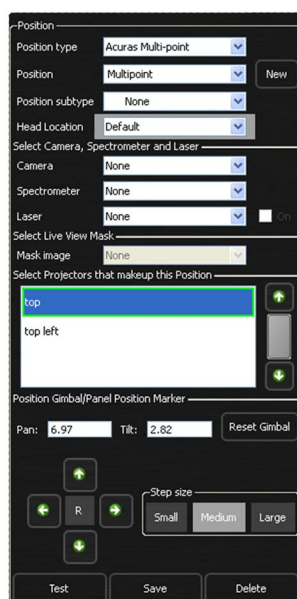 Position
Position type Acuras Multi-point
Position Multipoint New
Position subtype None
Head Location Default
Select Camera, Spectrometer and Laser
Camera None
Spectrometer None
Laser None On
Select Live View Mask
Mask image None
Select Projectors that makeup this Position
top
top left
Position Gimbal/Panel Position Marker
Pan: 6.97 Tilt: 2.82 Reset Gimbal
R
Step size
Small Medium Large
Test Save Delete